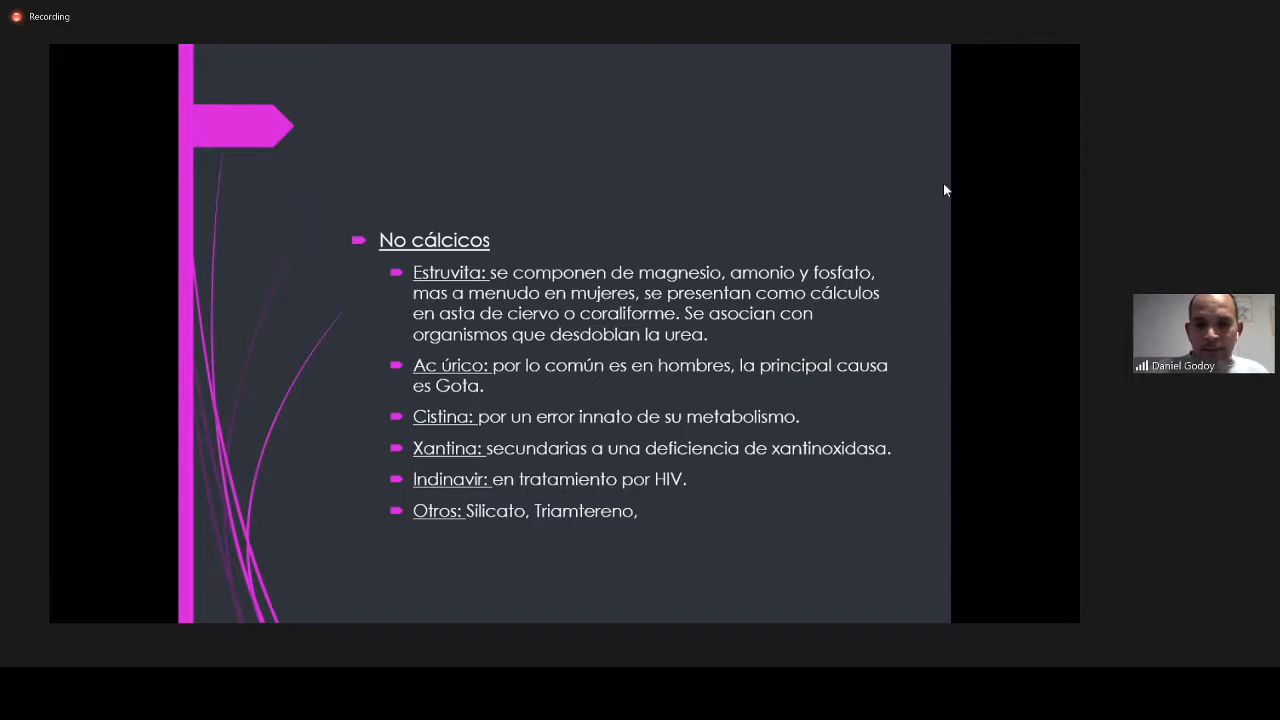 Recording
No cálcicos
Estruvita: se componen de magnesio, amonio y fosfato,
mas a menudo en mujeres, se presentan como cálculos
en asta de ciervo o coraliforme. Se asocian con
organismos que desdoblan la urea.
Ac úrico: por lo común es en hombres, la principal causa
es Gota.
Cistina: por un error innato de su metabolismo.
Xantina: secundarias a una deficiencia de xantinoxidasa.
Indinavir: en tratamiento por HIV.
Otros: Silicato, Triamtereno,
Daniel Godoy